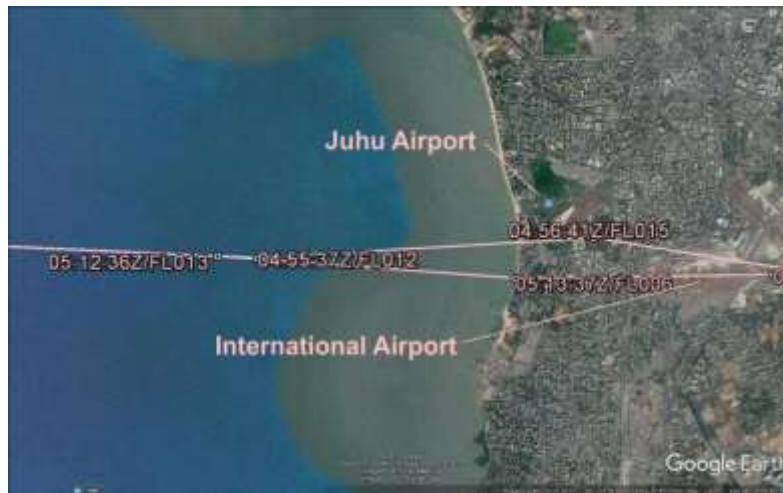 Juhu Airport
04:56:41Z/FL015
05:12:36Z/FL013
04:55:37Z/FL012
05:13:37Z/FL006
International Airport
Google Earth